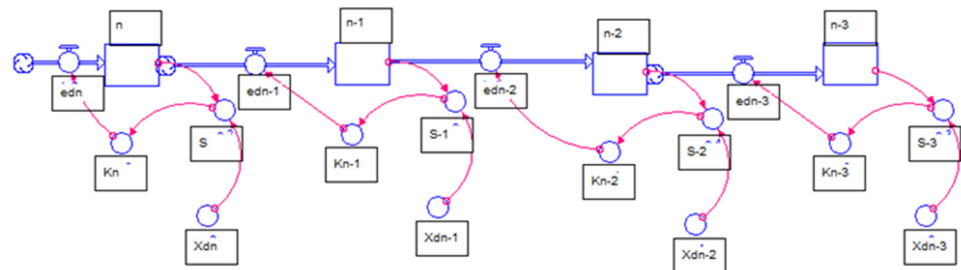 n
n-1
n-2
n-3
edn
edn-1
edn-2
edn-3
S
S-1
S-2
S-3
Kn
Kn-1
Kn-2
Kn-3
Xdn
Xdn-1
Xdn-2
Xdn-3